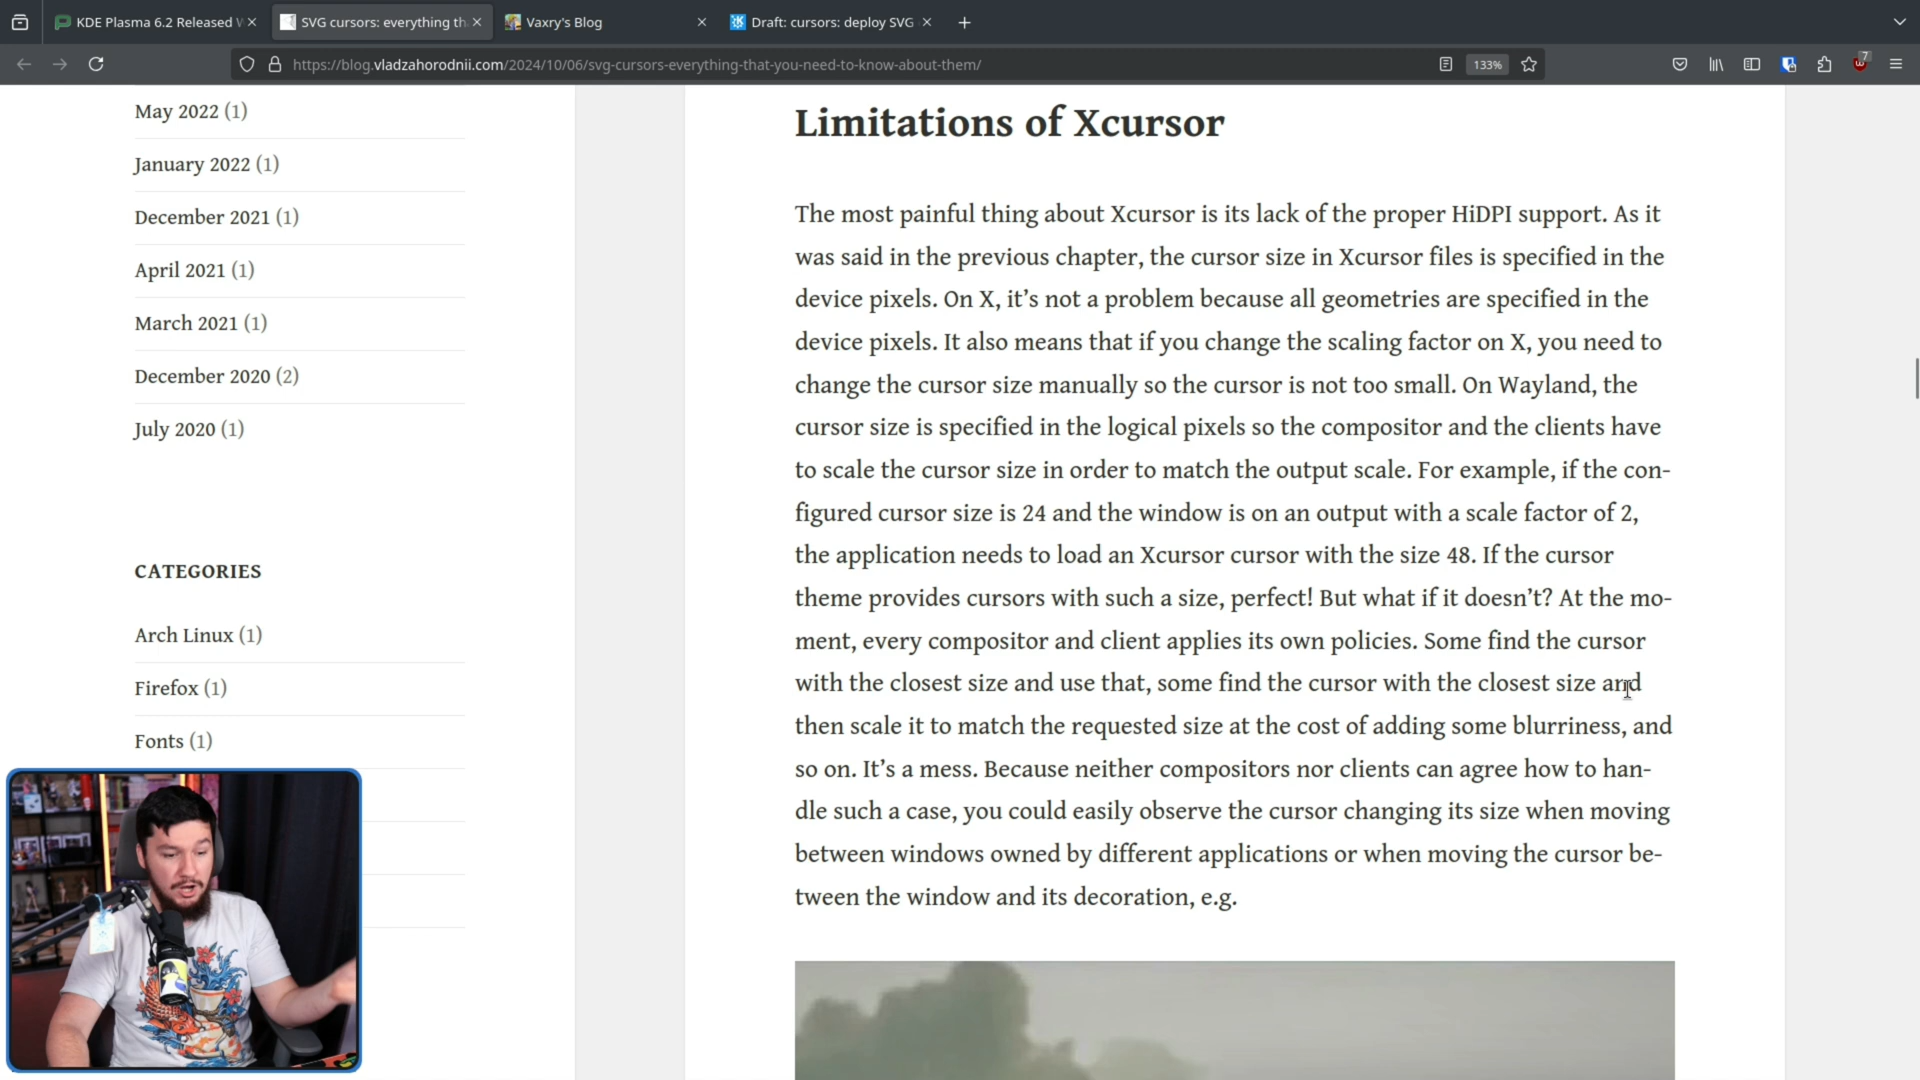 KDE Plasma 6.2 Released
SVG cursors: everything th
Vaxry's Blog
Draft: cursors: deploy SVG
https://blog.vladzahorodnii.com/2024/10/06/svg-cursors-everything-that-you-need-to-know-about-them/
133%
7
May 2022 (1)
January 2022 (1)
December 2021 (1)
April 2021 (1)
March 2021 (1)
December 2020 (2)
July 2020 (1)
CATEGORIES
Arch Linux (1)
Firefox (1)
Fonts (1)
Limitations of Xcursor
The most painful thing about Xcursor is its lack of the proper HiDPI support. As it
was said in the previous chapter, the cursor size in Xcursor files is specified in the
device pixels. On X, it’s not a problem because all geometries are specified in the
device pixels. It also means that if you change the scaling factor on X, you need to
change the cursor size manually so the cursor is not too small. On Wayland, the
cursor size is specified in the logical pixels so the compositor and the clients have
to scale the cursor size in order to match the output scale. For example, if the con-
figured cursor size is 24 and the window is on an output with a scale factor of 2,
the application needs to load an Xcursor cursor with the size 48. If the cursor
theme provides cursors with such a size, perfect! But what if it doesn’t? At the mo-
ment, every compositor and client applies its own policies. Some find the cursor
with the closest size and use that, some find the cursor with the closest size and
then scale it to match the requested size at the cost of adding some blurriness, and
so on. It’s a mess. Because neither compositors nor clients can agree how to han-
dle such a case, you could easily observe the cursor changing its size when moving
between windows owned by different applications or when moving the cursor be-
tween the window and its decoration, e.g.